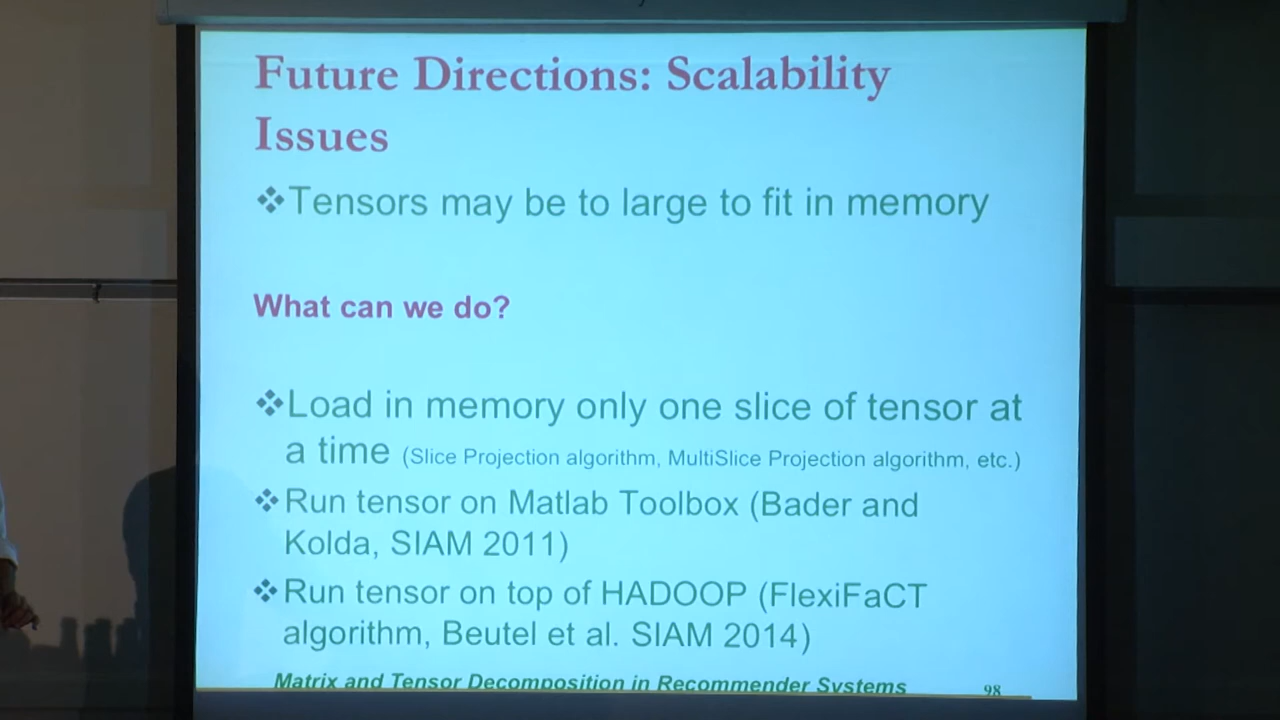 Future Directions: Scalability
Issues
❖Tensors may be to large to fit in memory
What can we do?
❖Load in memory only one slice of tensor at
a time (Slice Projection algorithm, MultiSlice Projection algorithm, etc.)
❖Run tensor on Matlab Toolbox (Bader and
Kolda, SIAM 2011)
❖Run tensor on top of HADOOP (FlexiFaCT
algorithm, Beutel et al. SIAM 2014)
Matrix and Tensor Decomposition in Recommender Systems 98